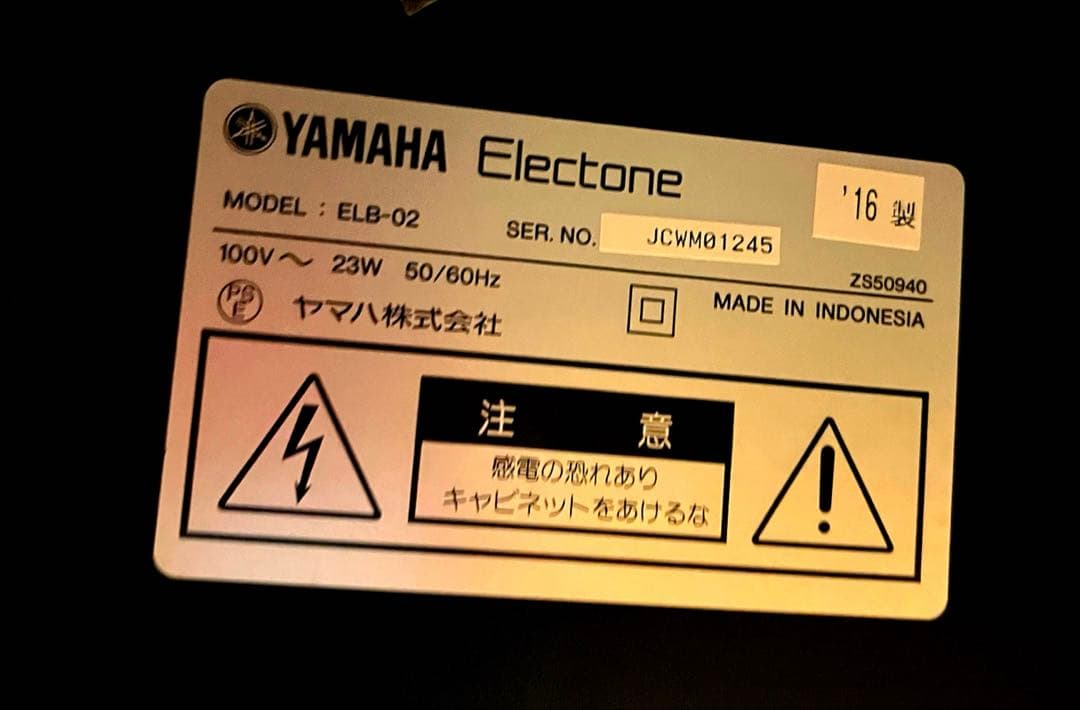 YAMAHA Electone
'16 製
MODEL : ELB-02
SER. NO. JCWM01245
ZS50940
100V～ 23W 50/60Hz
MADE IN INDONESIA
PS
E
ヤマハ株式会社
注 意
感電の恐れあり
キャビネットをあけるな